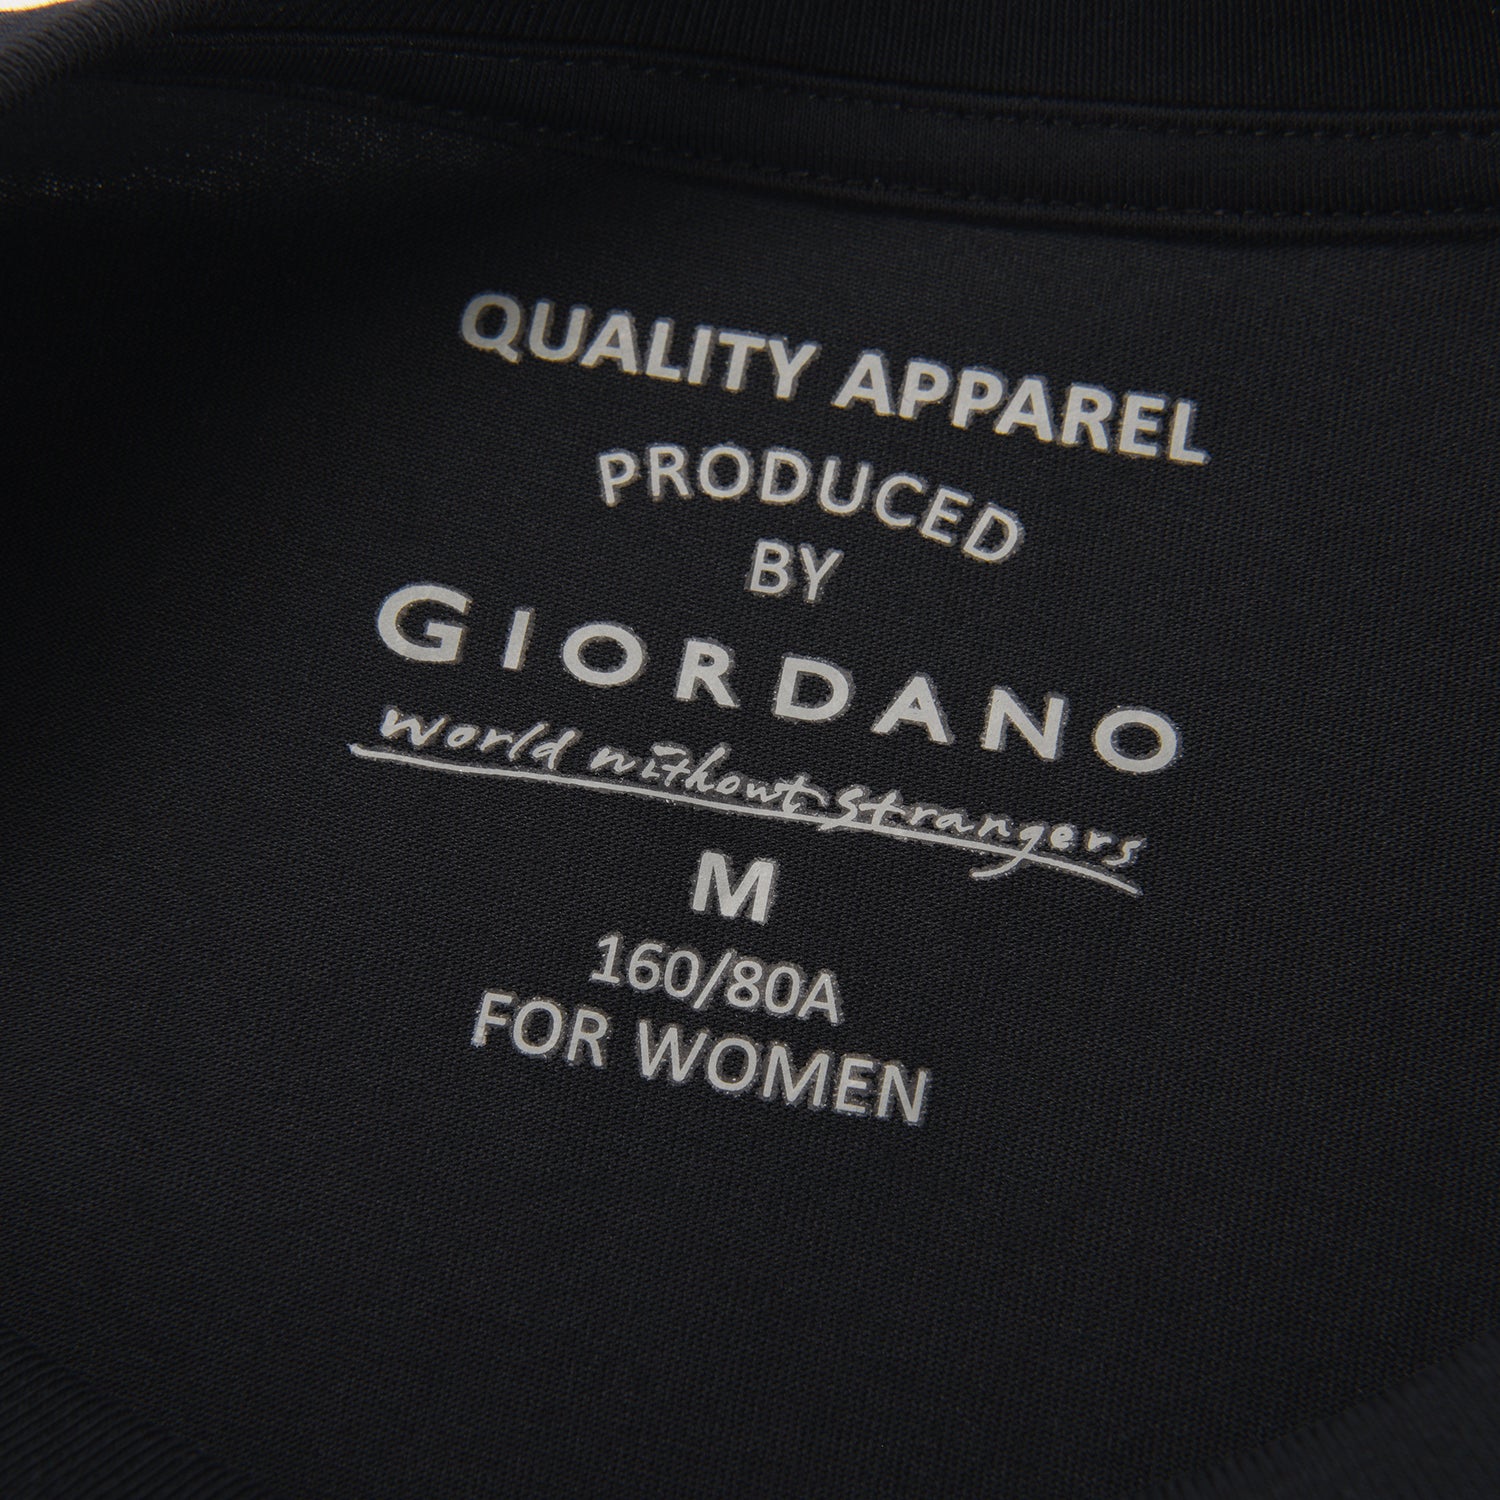 QUALITY APPAREL
PRODUCED
BY
GIORDANO
world without strangers
M
160/80A
FOR WOMEN